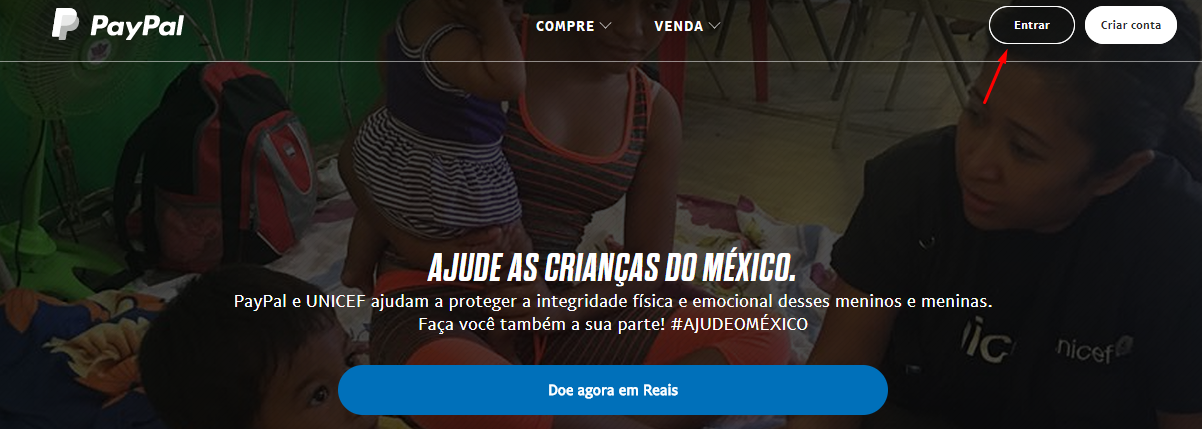 PayPal
COMPRE
VENDA
Entrar
Criar conta
AJUDE AS CRIANÇAS DO MÉXICO.
PayPal e UNICEF ajudam a proteger a integridade física e emocional desses meninos e meninas.
Faça você também a sua parte! #AJUDEOMÉXICO
nicef
Doe agora em Reais